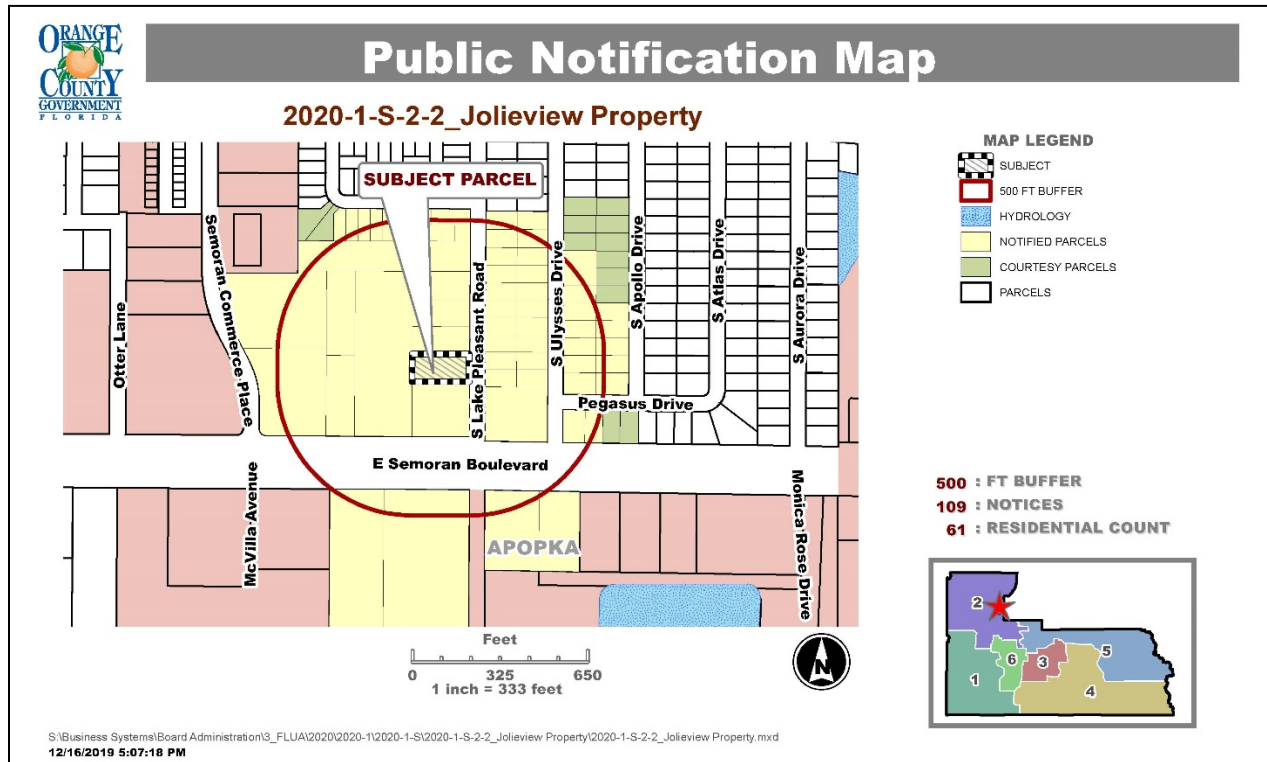 ORANGE
COUNTY
GOVERNMENT
FLORIDA
Public Notification Map
2020-1-S-2-2_Jolieview Property
SUBJECT PARCEL
Otter Lane
Semoran Commerce Place
S Lake Pleasant Road
S Ulysses Drive
S Apollo Drive
S Atlas Drive
S Aurora Drive
Pegasus Drive
E Semoran Boulevard
McVilla Avenue
Monica Rose Drive
APOPKA
MAP LEGEND
SUBJECT
500 FT BUFFER
HYDROLOGY
NOTIFIED PARCELS
COURTESY PARCELS
PARCELS
500 : FT BUFFER
109 : NOTICES
61 : RESIDENTIAL COUNT
2
5
6
3
1
4
Feet
0 325 650
1 inch = 333 feet
N
S:\Business Systems\Board Administration\3_FLUA\2020\2020-1\2020-1-S\2020-1-S-2-2_Jolieview Property\2020-1-S-2-2_Jolieview Property.mxd
12/16/2019 5:07:18 PM